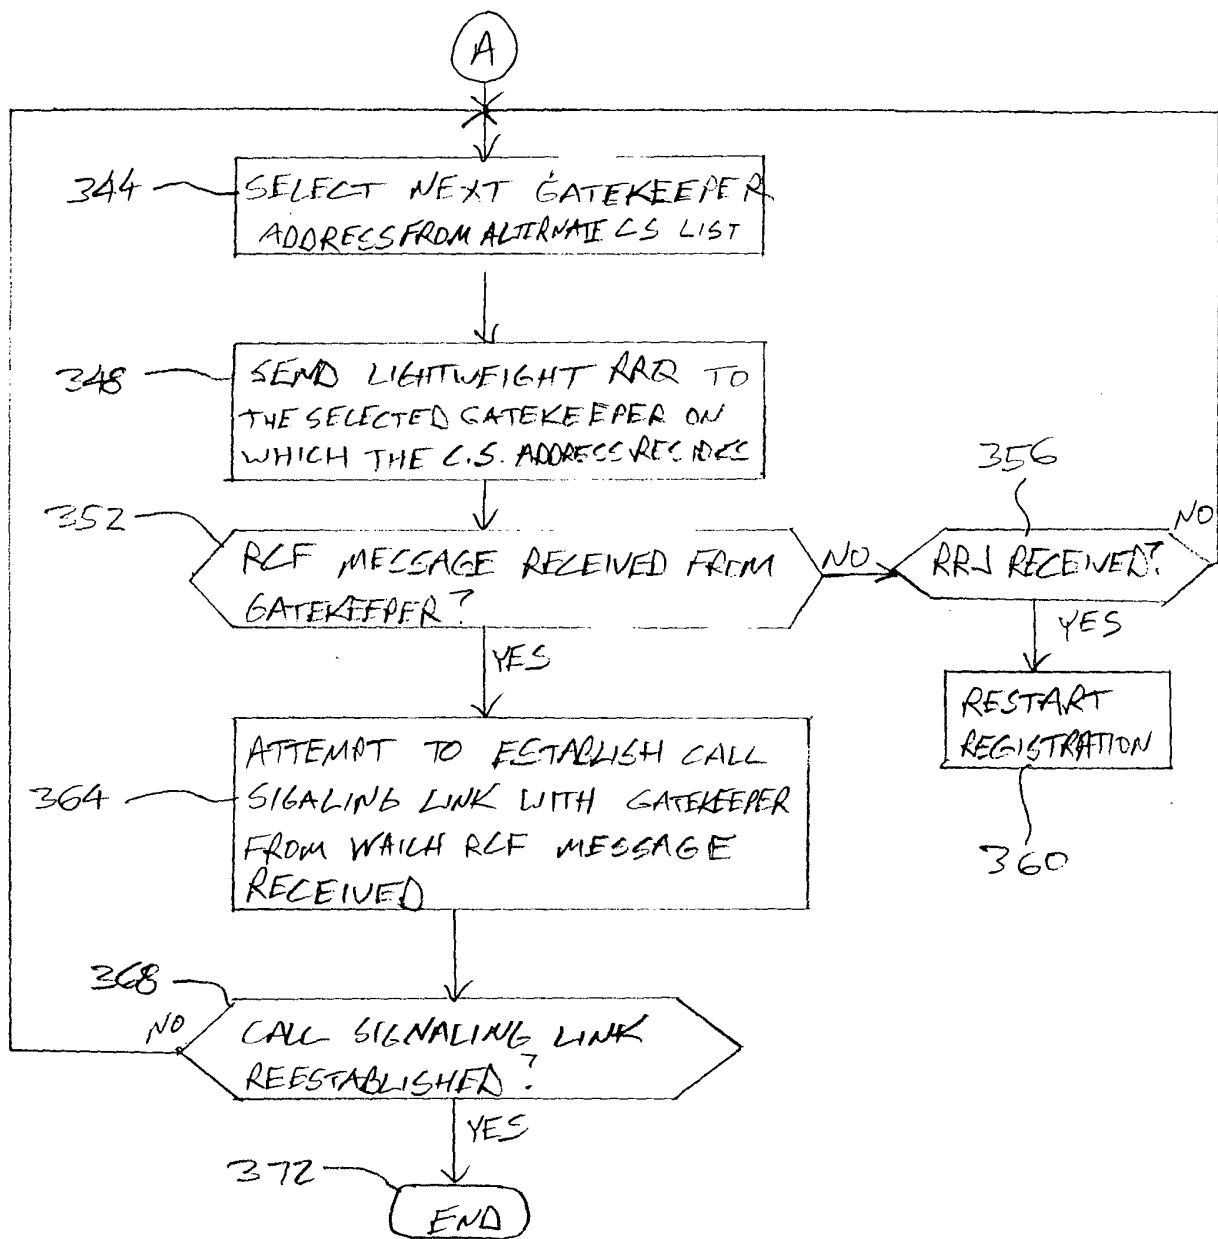 A
344
SELECT NEXT GATEKEEPER
ADDRESS FROM ALTERNATE CS LIST
348
SEND LIGHTWEIGHT RRQ TO
THE SELECTED GATEKEEPER ON
WHICH THE C.S. ADDRESS RESIDES
352
RCF MESSAGE RECEIVED FROM
GATEKEEPER?
NO
356
RRJ RECEIVED?
NO
YES
YES
RESTART
REGISTRATION
360
364
ATTEMPT TO ESTABLISH CALL
SIGALING LINK WITH GATEKEEPER
FROM WHICH RCF MESSAGE
RECEIVED
368
NO
CALL SIGNALING LINK
REESTABLISHED?
YES
372
END